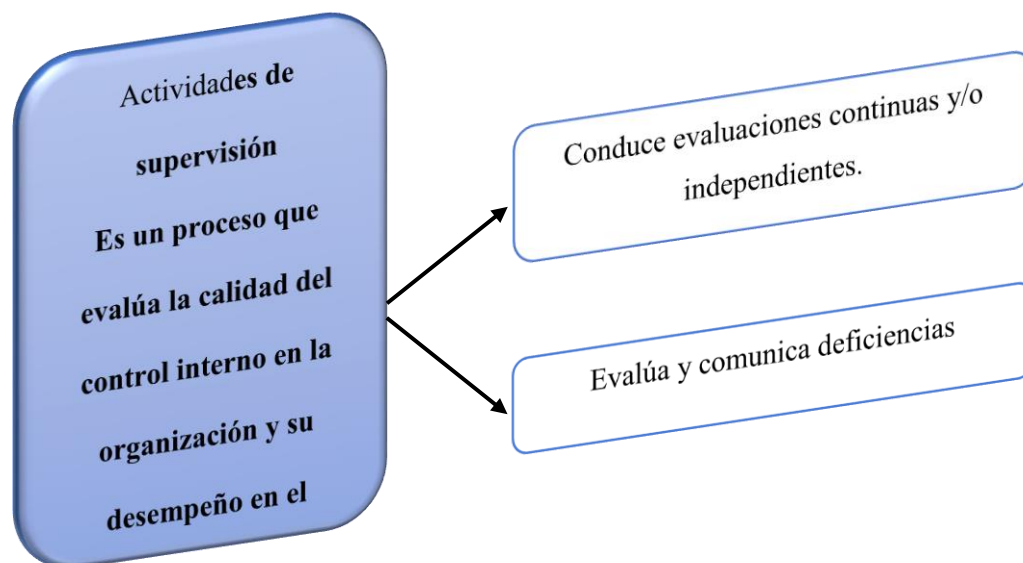 Actividades de
supervisión
Es un proceso que
evalúa la calidad del
control interno en la
organización y su
desempeño en el
Conduce evaluaciones continuas y/o
independientes.
Evalúa y comunica deficiencias